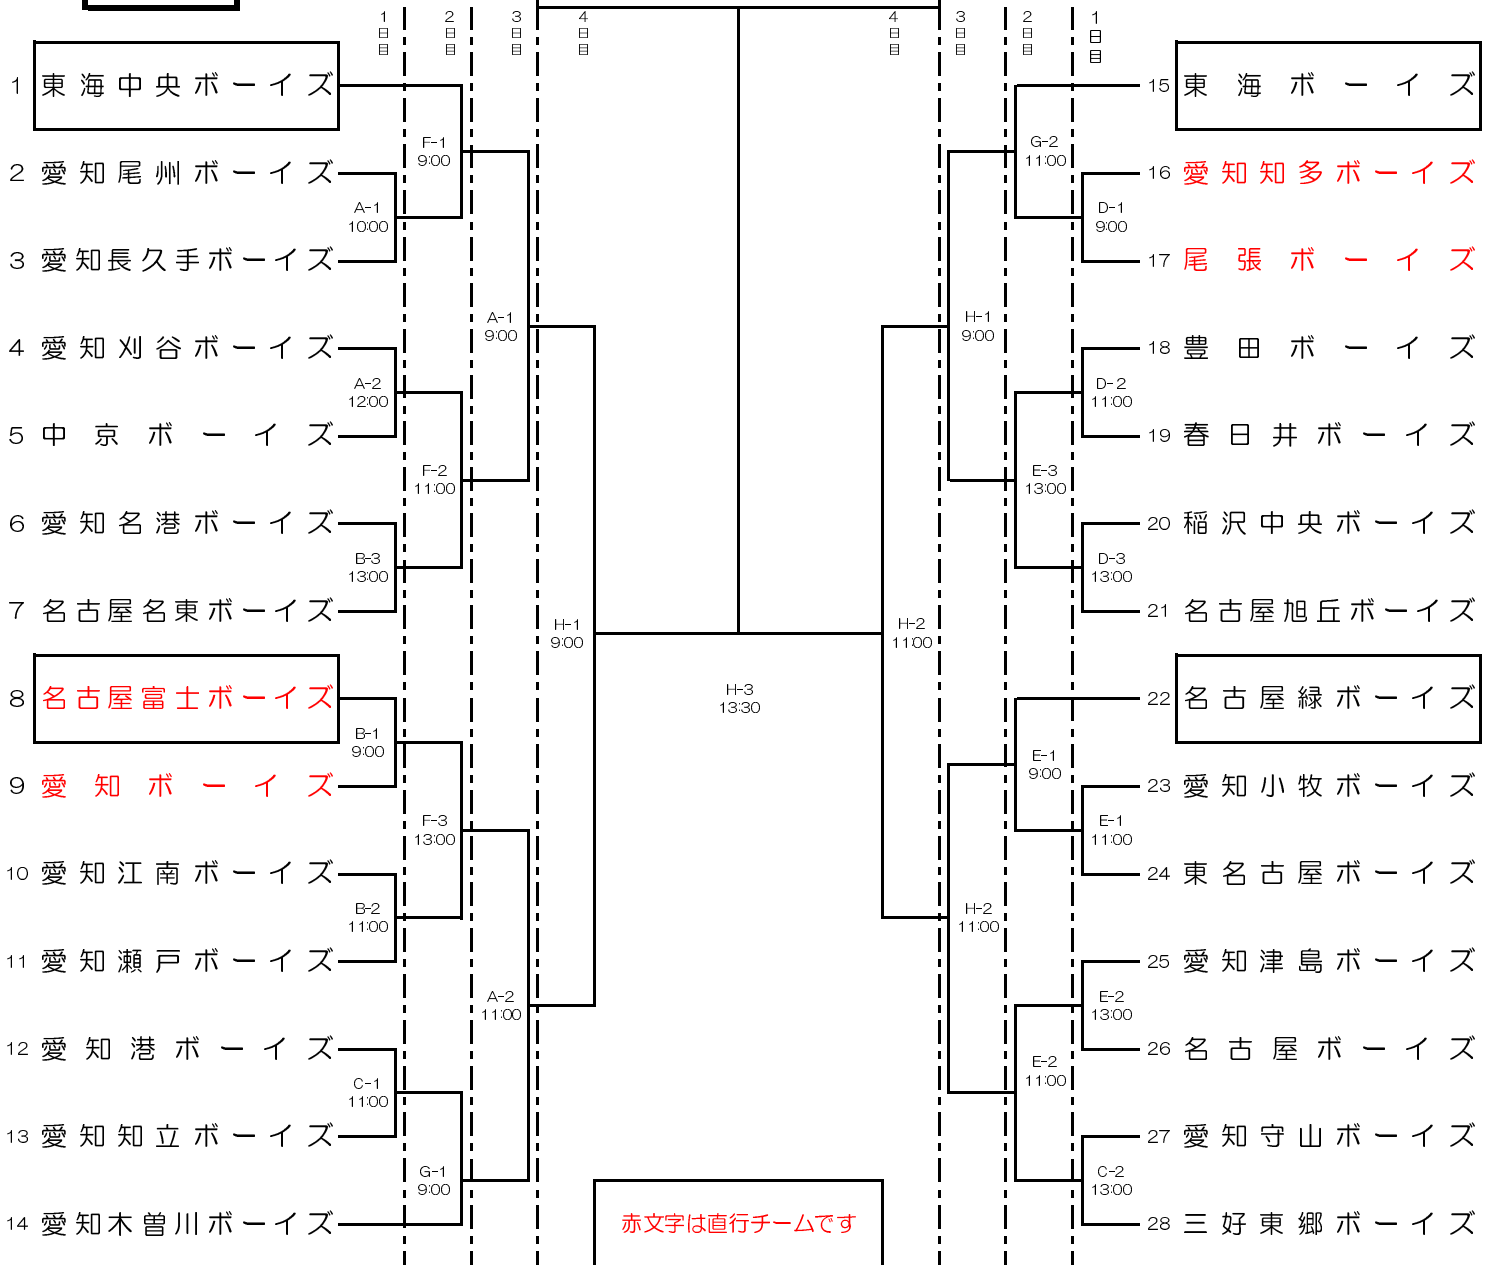 1日目 2日目 3日目 4日目
4日目 3日目 2日目 1日目
1 東海中央ボーイズ
2 愛知尾州ボーイズ
3 愛知長久手ボーイズ
4 愛知刈谷ボーイズ
5 中京ボーイズ
6 愛知名港ボーイズ
7 名古屋名東ボーイズ
8 名古屋富士ボーイズ
9 愛知ボーイズ
10 愛知江南ボーイズ
11 愛知瀬戸ボーイズ
12 愛知港ボーイズ
13 愛知知立ボーイズ
14 愛知木曽川ボーイズ
A-1
10:00
A-2
12:00
B-3
13:00
B-1
9:00
B-2
11:00
C-1
11:00
F-1
9:00
F-2
11:00
F-3
13:00
G-1
9:00
A-1
9:00
A-2
11:00
H-1
9:00
H-3
13:30
H-2
11:00
H-1
9:00
H-2
11:00
G-2
11:00
E-3
13:00
E-1
9:00
E-2
11:00
D-1
9:00
D-2
11:00
D-3
13:00
E-1
11:00
E-2
13:00
C-2
13:00
15 東海ボーイズ
16 愛知知多ボーイズ
17 尾張ボーイズ
18 豊田ボーイズ
19 春日井ボーイズ
20 稲沢中央ボーイズ
21 名古屋旭丘ボーイズ
22 名古屋緑ボーイズ
23 愛知小牧ボーイズ
24 東名古屋ボーイズ
25 愛知津島ボーイズ
26 名古屋ボーイズ
27 愛知守山ボーイズ
28 三好東郷ボーイズ
赤文字は直行チームです